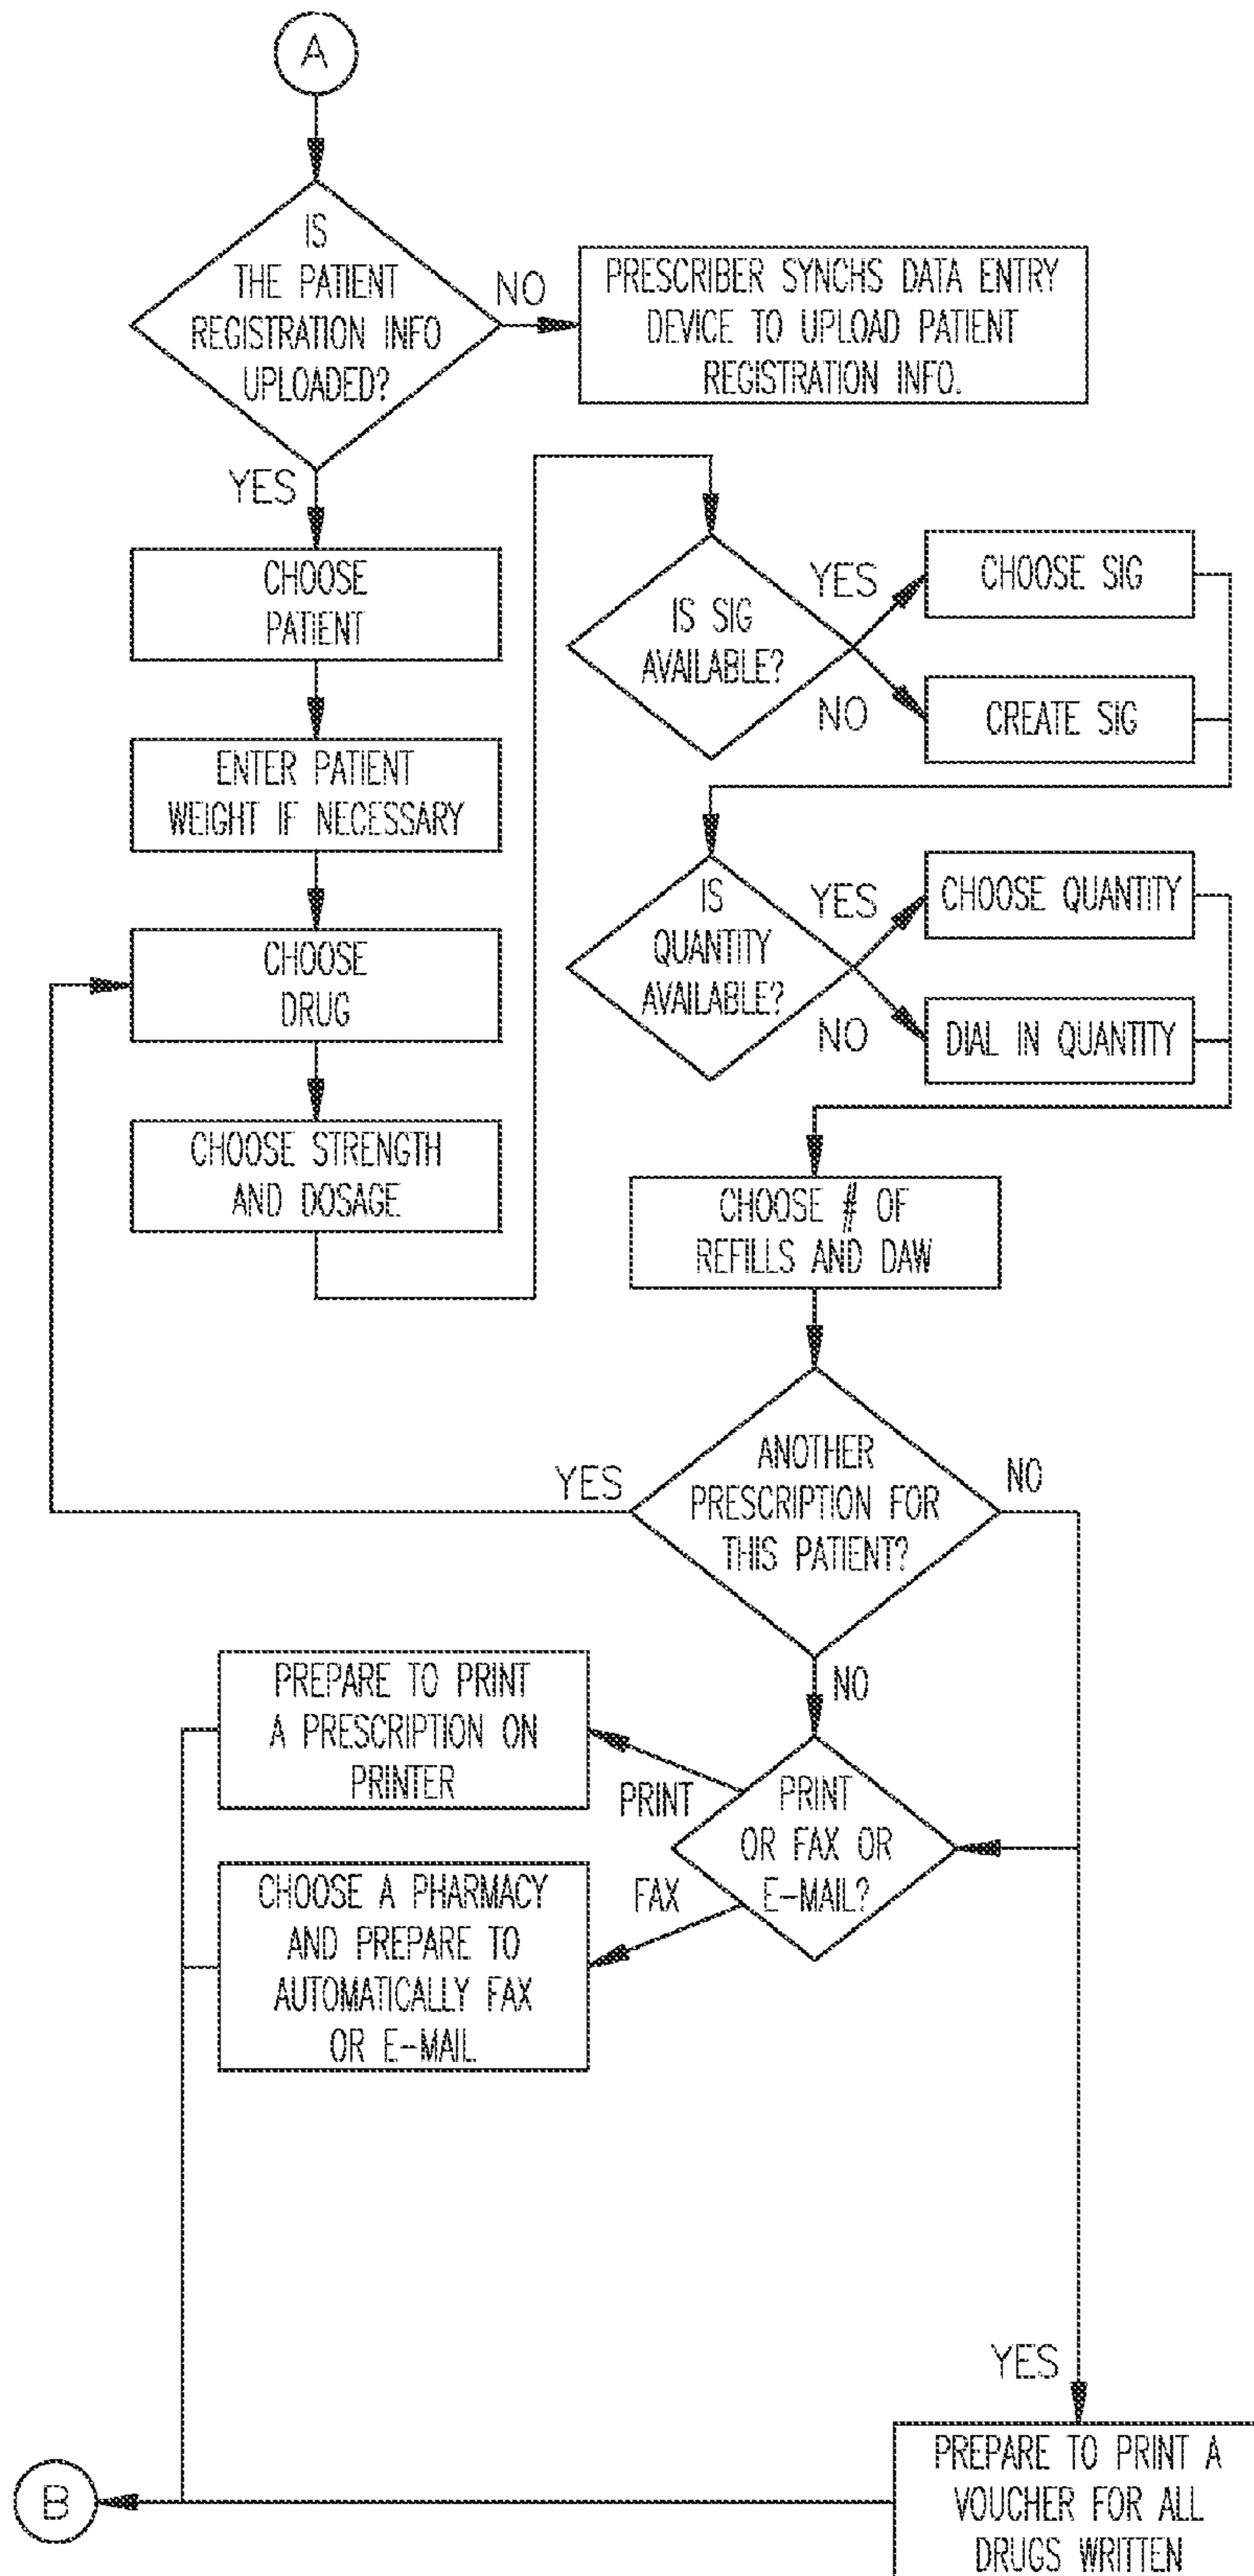 A
IS
THE PATIENT
REGISTRATION INFO
UPLOADED?
NO
PRESCRIBER SYNCHS DATA ENTRY
DEVICE TO UPLOAD PATIENT
REGISTRATION INFO.
YES
CHOOSE
PATIENT
ENTER PATIENT
WEIGHT IF NECESSARY
CHOOSE
DRUG
CHOOSE STRENGTH
AND DOSAGE
IS SIG
AVAILABLE?
YES
CHOOSE SIG
NO
CREATE SIG
IS
QUANTITY
AVAILABLE?
YES
CHOOSE QUANTITY
NO
DIAL IN QUANTITY
CHOOSE # OF
REFILLS AND DAW
ANOTHER
PRESCRIPTION FOR
THIS PATIENT?
YES
NO
NO
PRINT
OR FAX OR
E-MAIL?
PRINT
PREPARE TO PRINT
A PRESCRIPTION ON
PRINTER
FAX
CHOOSE A PHARMACY
AND PREPARE TO
AUTOMATICALLY FAX
OR E-MAIL
YES
PREPARE TO PRINT A
VOUCHER FOR ALL
DRUGS WRITTEN
B